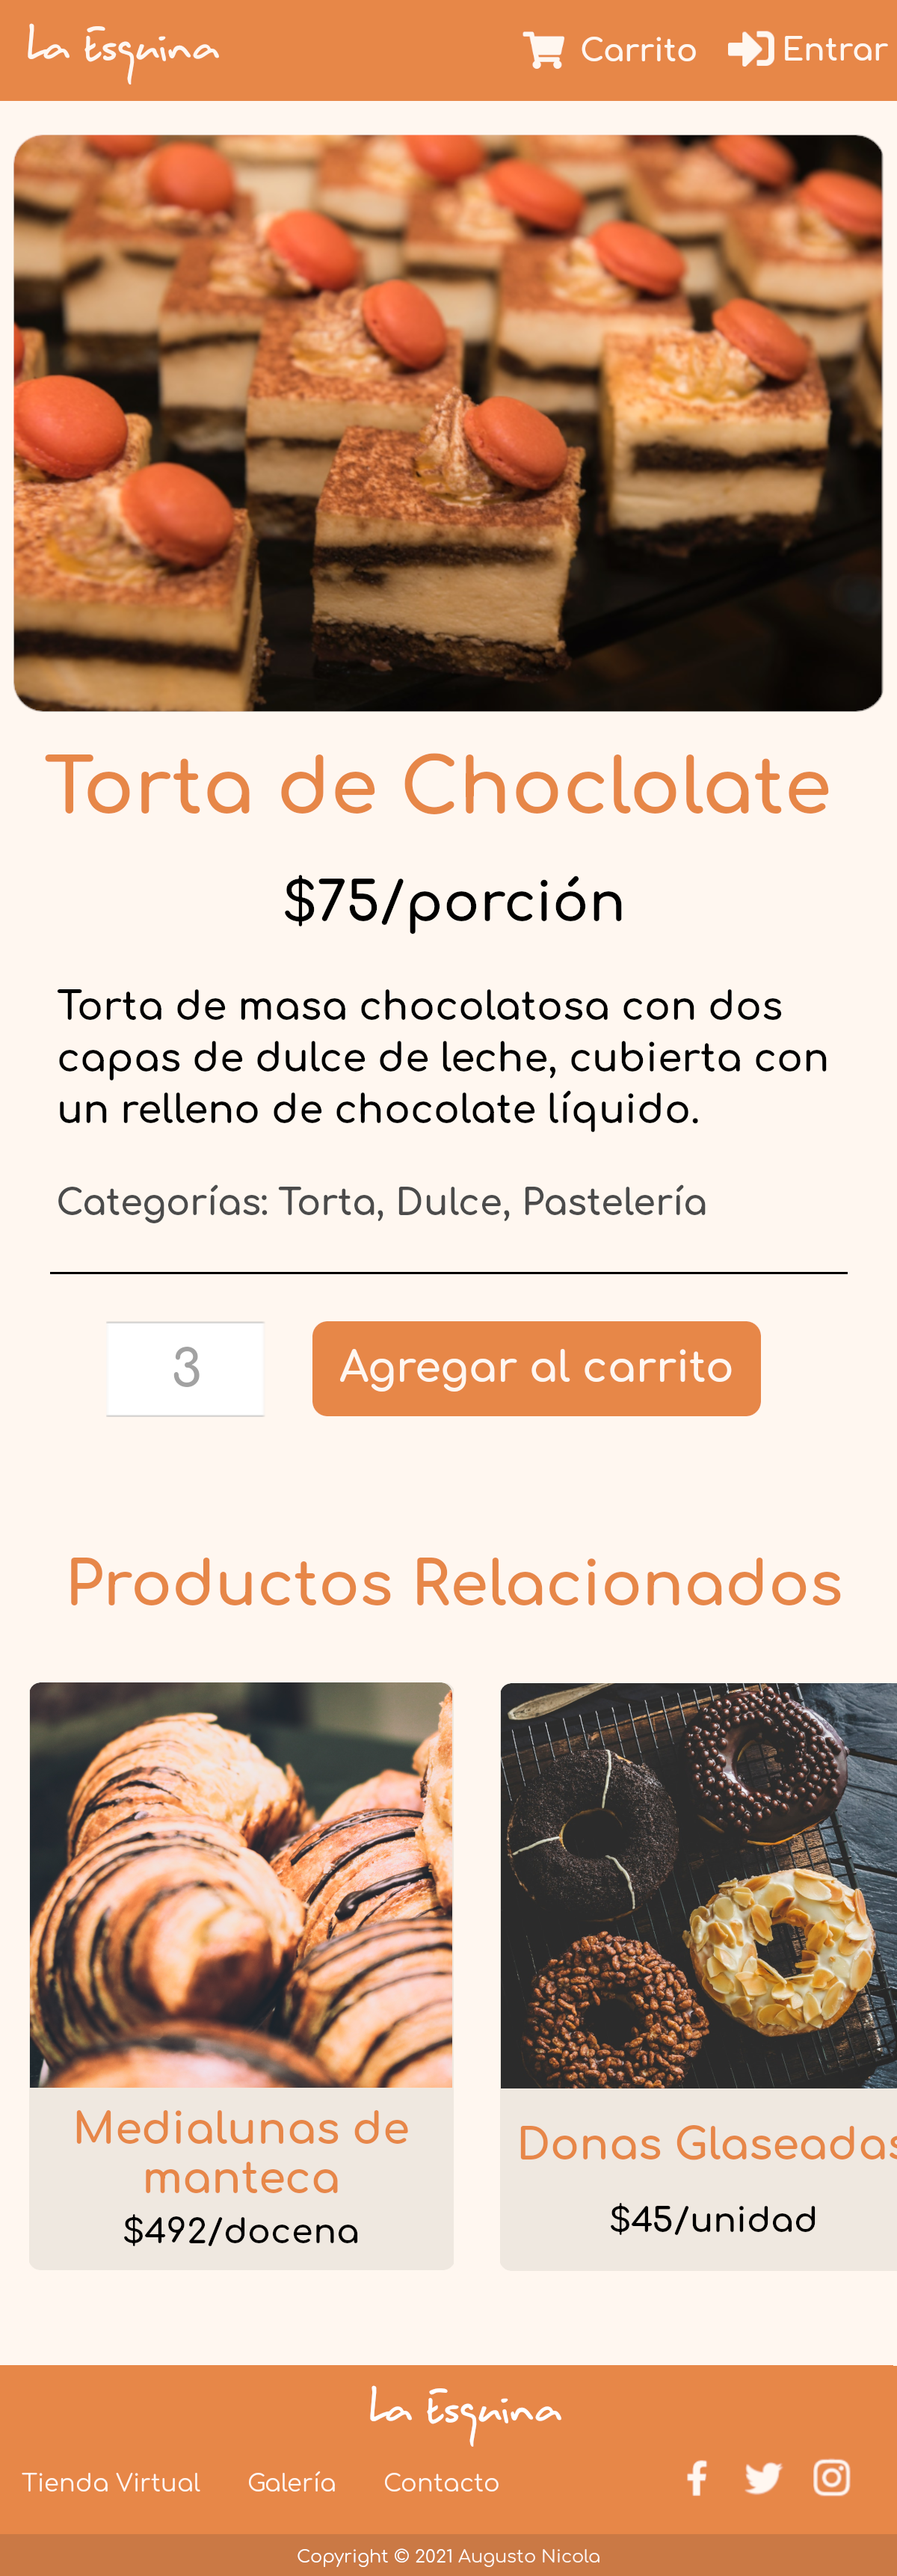 La Esquina
Carrito
Entrar
Torta de Choclolate
$75/porción
Torta de masa chocolatosa con dos
capas de dulce de leche, cubierta con
un relleno de chocolate líquido.
Categorías: Torta, Dulce, Pastelería
3
Agregar al carrito
Productos Relacionados
Medialunas de
manteca
$492/docena
Donas Glaseadas
$45/unidad
La Esquina
Tienda Virtual
Galería
Contacto
Copyright © 2021 Augusto Nicola